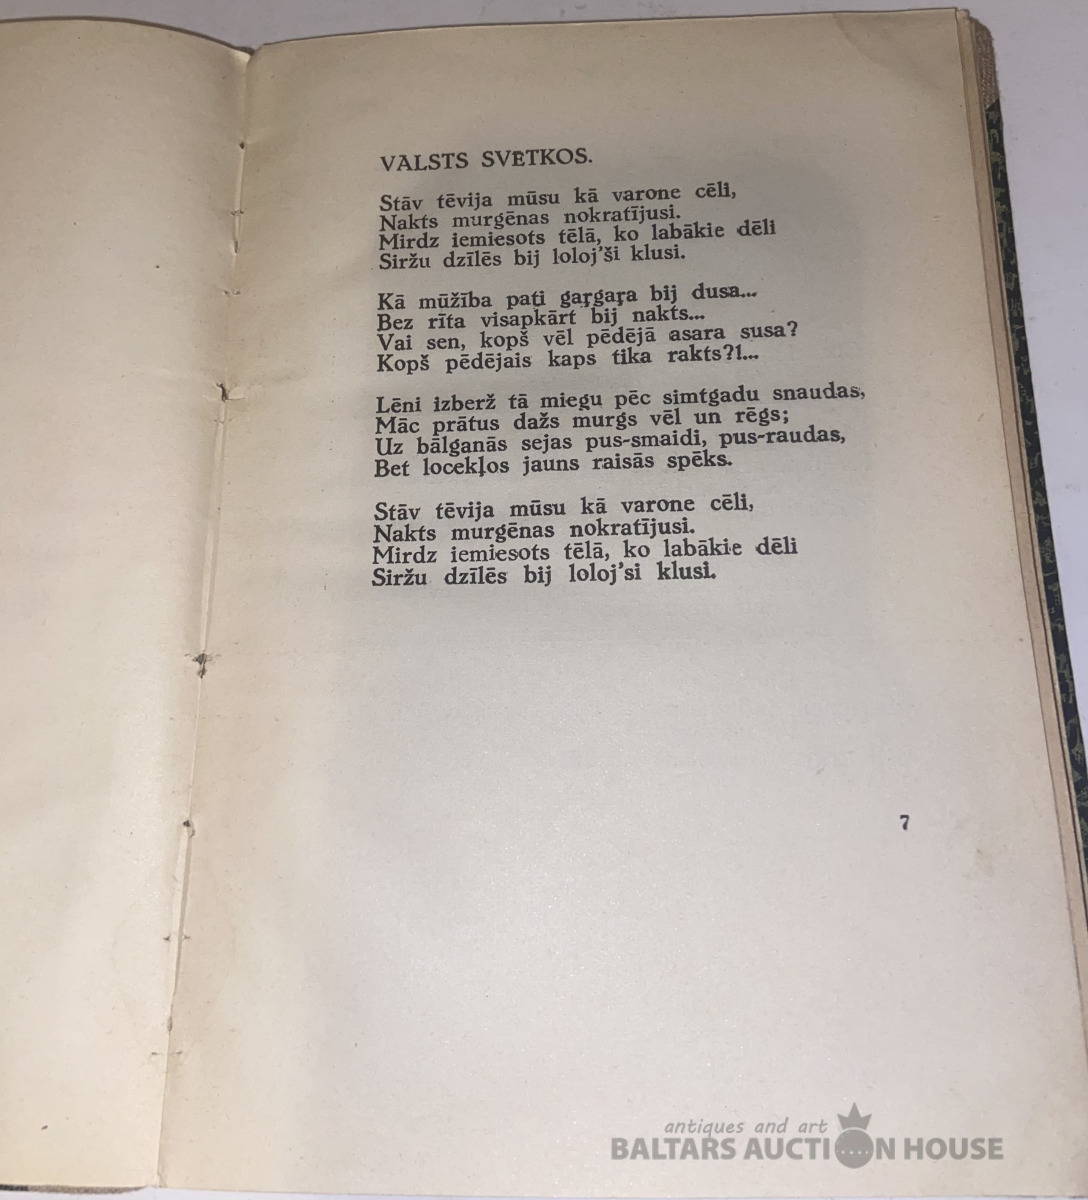 VALSTS SVĒTKOS.
Stāv tēvija mūsu kā varone cēli,
Nakts murgēnas nokratījusi.
Mirdz iemiesots tēlā, ko labākie dēli
Siržu dzīlēs bij loloj'ši klusi.
Kā mūžība pati gaŗgaŗa bij dusa...
Bez rīta visapkārt bij nakts...
Vai sen, kopš vēl pēdējā asara susa?
Kopš pēdējais kaps tika rakts?!...
Lēni izberž tā miegu pēc simtgadu snaudas,
Māc prātus dažs murgs vēl un rēgs;
Uz bālganās sejas pus-smaidi, pus-raudas,
Bet locekļos jauns raisās spēks.
Stāv tēvija mūsu kā varone cēli,
Nakts murgēnas nokratījusi.
Mirdz iemiesots tēlā, ko labākie dēli
Siržu dzīlēs bij loloj'si klusi.
7
antiques and art
BALTARS AUCTION HOUSE